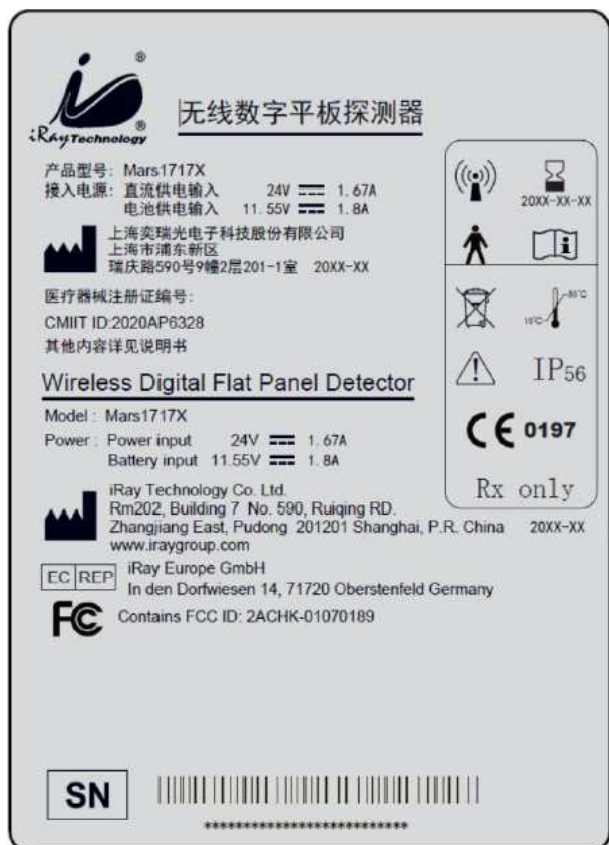 iRayTechnology
无线数字平板探测器
产品型号: Mars1717X
接入电源: 直流供电输入 24V 1.67A
电池供电输入 11.55V 1.8A
上海奕瑞光电子科技股份有限公司
上海市浦东新区
瑞庆路590号9幢2层201-1室 20XX-XX
医疗器械注册证编号:
CMIIT ID:2020AP6328
其他内容详见说明书
20XX-XX-XX
IP56
CE 0197
Rx only
Wireless Digital Flat Panel Detector
Model : Mars1717X
Power : Power input 24V 1.67A
Battery input 11.55V 1.8A
iRay Technology Co. Ltd.
Rm202, Building 7 No. 590, Ruiqing RD.
Zhangjiang East, Pudong 201201 Shanghai, P.R. China 20XX-XX
www.iraygroup.com
EC REP
iRay Europe GmbH
In den Dorfwiesen 14, 71720 Oberstenfeld Germany
FC Contains FCC ID: 2ACHK-01070189
SN
**************************